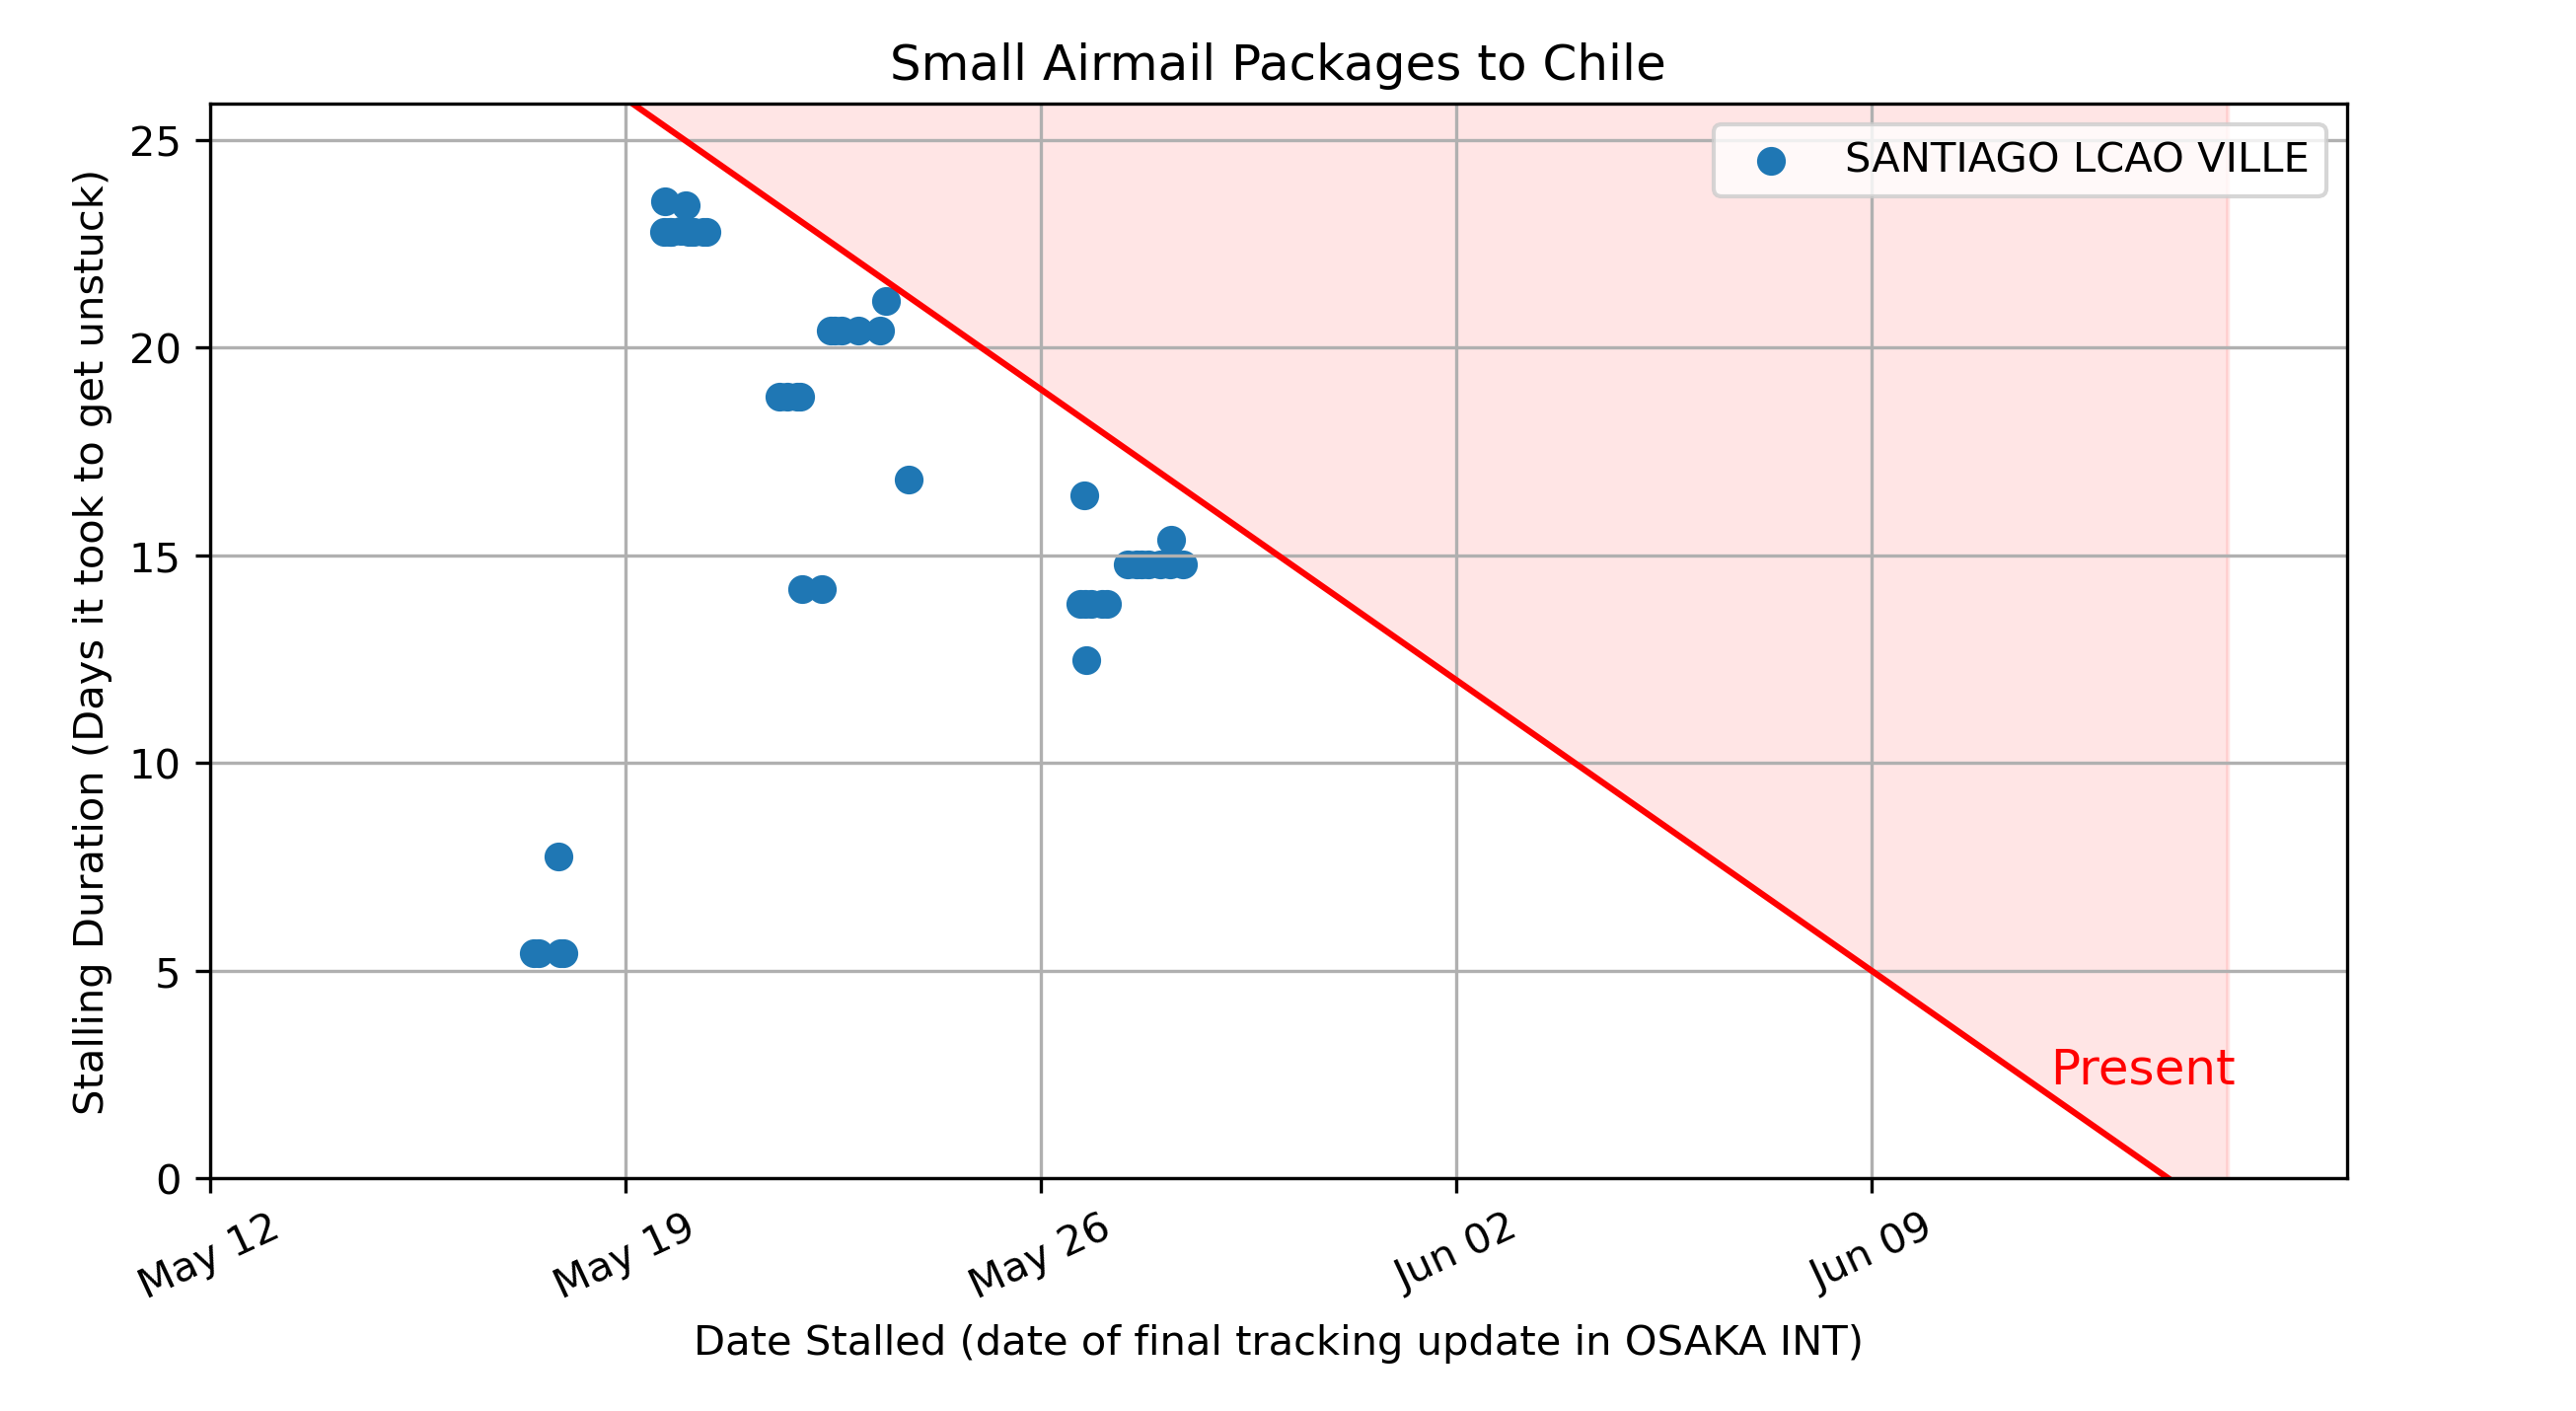 Small Airmail Packages to Chile
SANTIAGO LCAO VILLE
Stalling Duration (Days it took to get unstuck)
25
20
15
10
5
0
Present
May 12
May 19
May 26
Jun 02
Jun 09
Date Stalled (date of final tracking update in OSAKA INT)